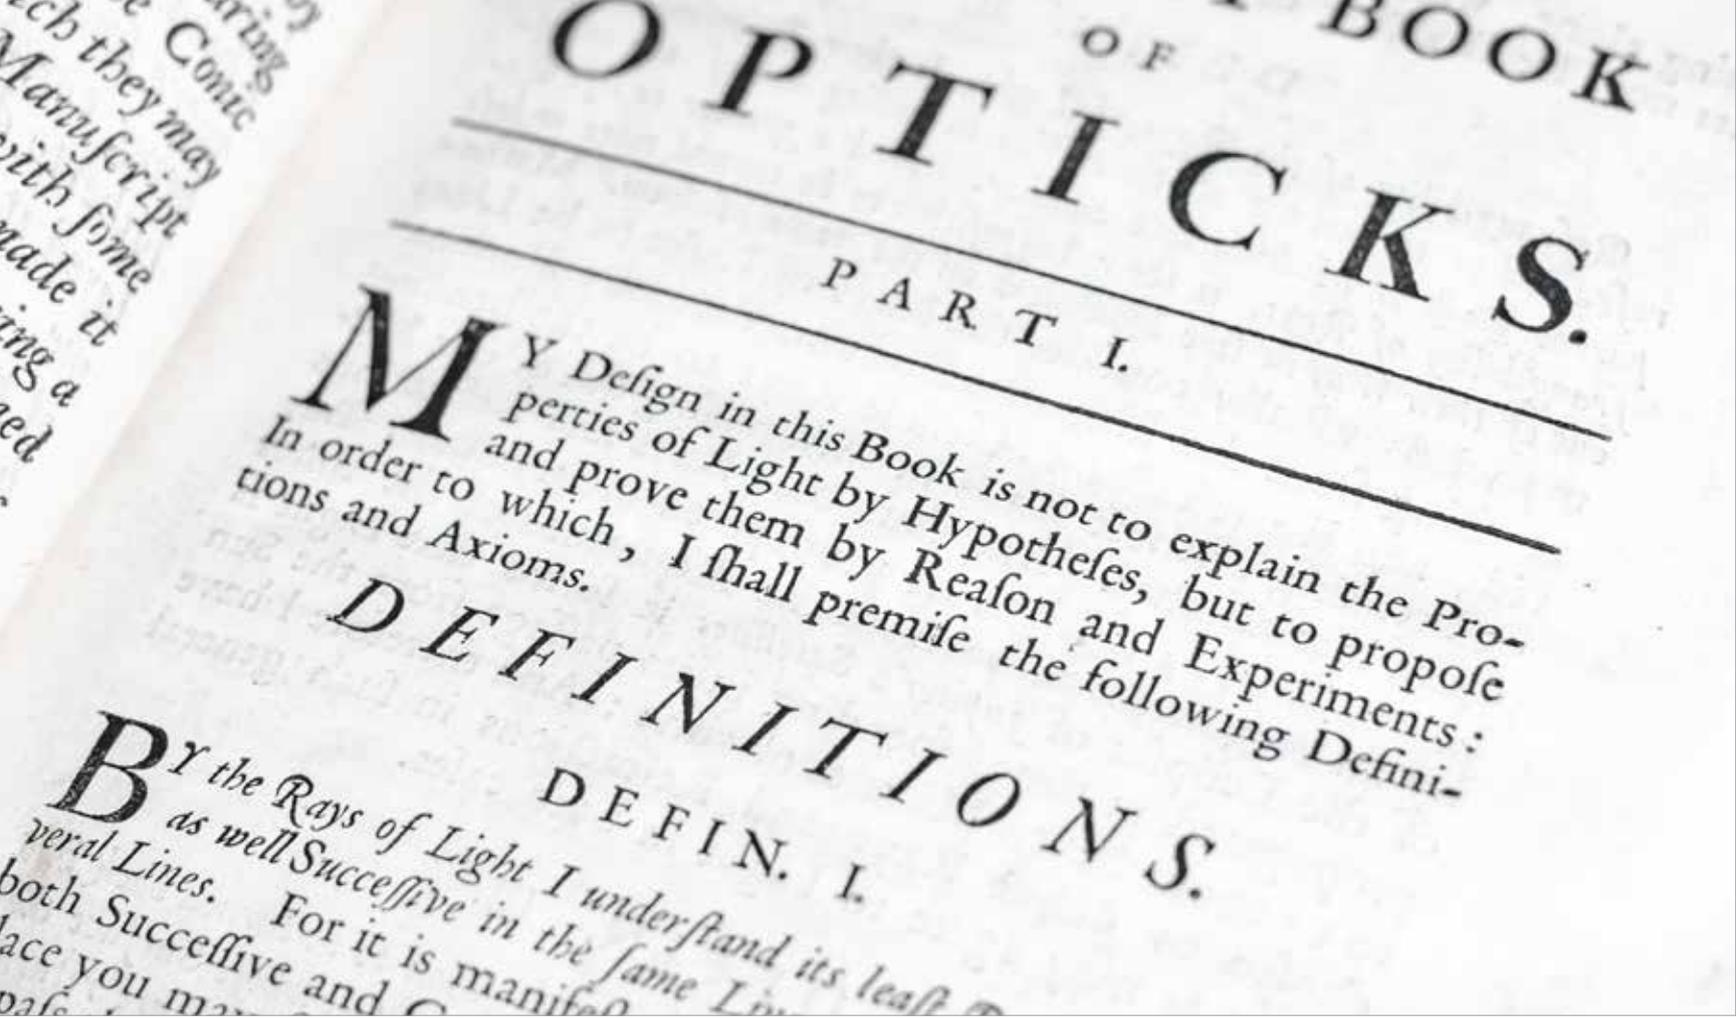 ring
Conic
they may
Manuſcript
with ſome
made it
a
BOOK
OF
OPTICKS.
PART I.
MY Deſign in this Book is not to explain the Pro-
perties of Light by Hypotheſes, but to propoſe
and prove them by Reaſon and Experiments:
In order to which, I ſhall premiſe the following Defini-
tions and Axioms.
DEFINITIONS.
DEFIN. I.
BY the Rays of Light I underſtand its leaſt
as well Succeſſive in the ſame
veral Lines. For it is
both Succeſſive and
you